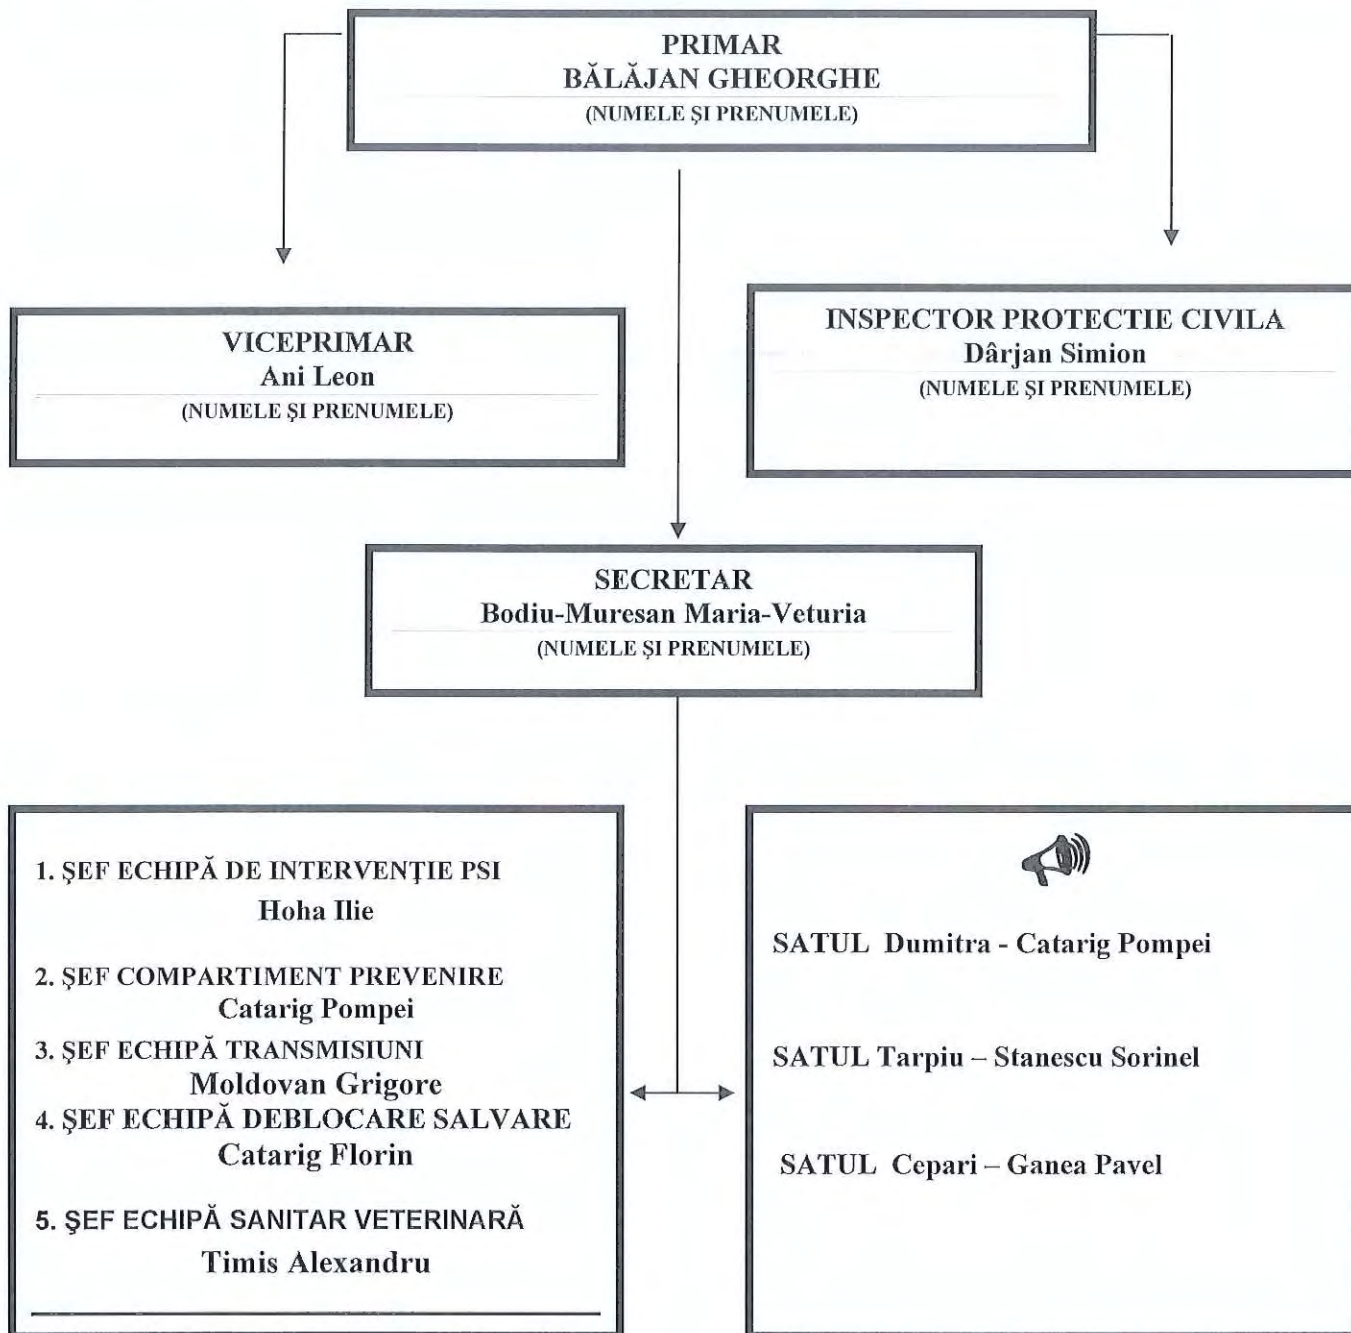 PRIMAR
BĂLĂJAN GHEORGHE
(NUMELE ŞI PRENUMELE)
VICEPRIMAR
Ani Leon
(NUMELE ŞI PRENUMELE)
INSPECTOR PROTECTIE CIVILA
Dârjan Simion
(NUMELE ŞI PRENUMELE)
SECRETAR
Bodiu-Muresan Maria-Veturia
(NUMELE ŞI PRENUMELE)
1. ŞEF ECHIPĂ DE INTERVENŢIE PSI
Hoha Ilie
2. ŞEF COMPARTIMENT PREVENIRE
Catarig Pompei
3. ŞEF ECHIPĂ TRANSMISIUNI
Moldovan Grigore
4. ŞEF ECHIPĂ DEBLOCARE SALVARE
Catarig Florin
5. ŞEF ECHIPĂ SANITAR VETERINARĂ
Timis Alexandru
SATUL Dumitra - Catarig Pompei
SATUL Tarpiu – Stanescu Sorinel
SATUL Cepari – Ganea Pavel